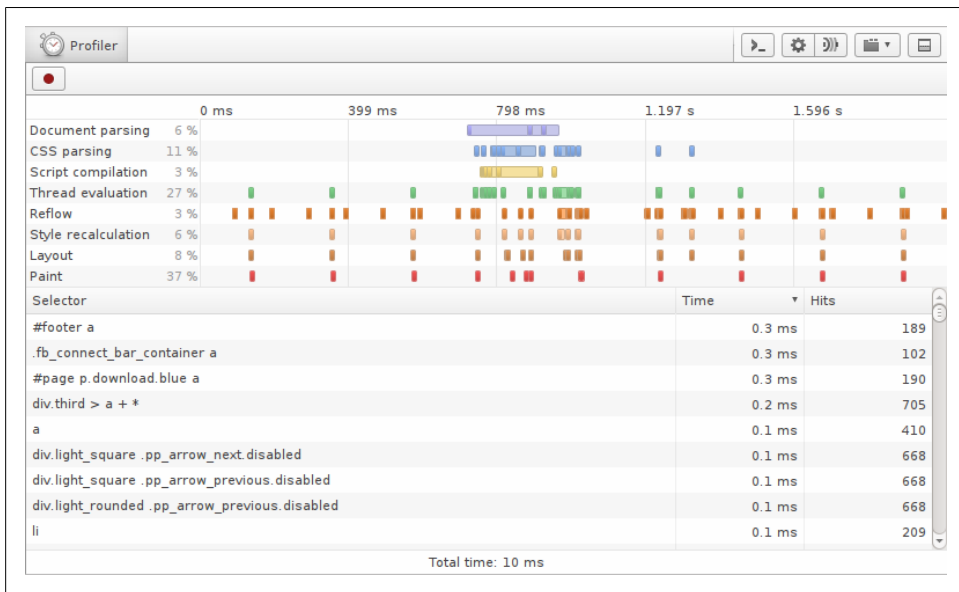 Profiler
0 ms 399 ms 798 ms 1.197 s 1.596 s
Document parsing 6 %
CSS parsing 11 %
Script compilation 3 %
Thread evaluation 27 %
Reflow 3 %
Style recalculation 6 %
Layout 8 %
Paint 37 %
Selector Time Hits
#footer a 0.3 ms 189
.fb_connect_bar_container a 0.3 ms 102
#page p.download.blue a 0.3 ms 190
div.third > a + * 0.2 ms 705
a 0.1 ms 410
div.light_square .pp_arrow_next.disabled 0.1 ms 668
div.light_square .pp_arrow_previous.disabled 0.1 ms 668
div.light_rounded .pp_arrow_previous.disabled 0.1 ms 668
li 0.1 ms 209
Total time: 10 ms